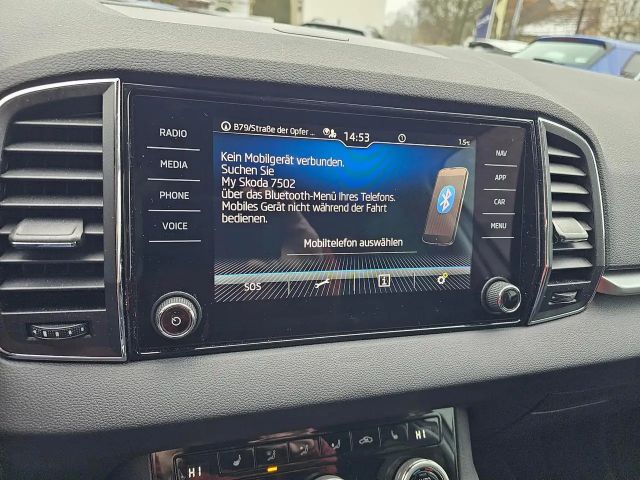 B79/Straße der Opfer ... 14:53 1.5°C
RADIO
MEDIA
PHONE
VOICE
Kein Mobilgerät verbunden.
Suchen Sie
My Skoda 7502
über das Bluetooth-Menü Ihres Telefons.
Mobiles Gerät nicht während der Fahrt
bedienen.
Mobiltelefon auswählen
SOS
NAV
APP
CAR
MENU
HI HI